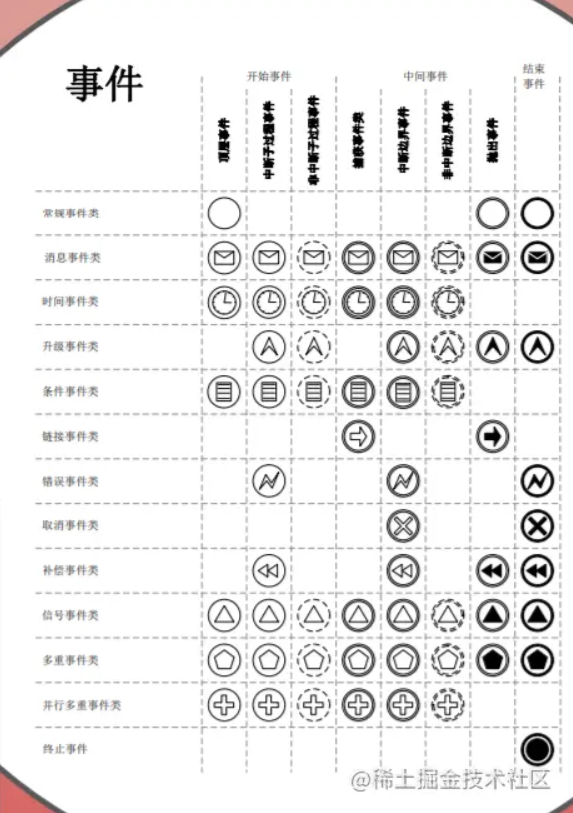 事件
开始事件
中间事件
结束
事件
顶层事件
中断子过程事件
非中断子过程事件
捕获事件类
中断边界事件
非中断边界事件
抛出事件
常规事件类
消息事件类
时间事件类
升级事件类
条件事件类
链接事件类
错误事件类
取消事件类
补偿事件类
信号事件类
多重事件类
并行多重事件类
终止事件
@稀土掘金技术社区